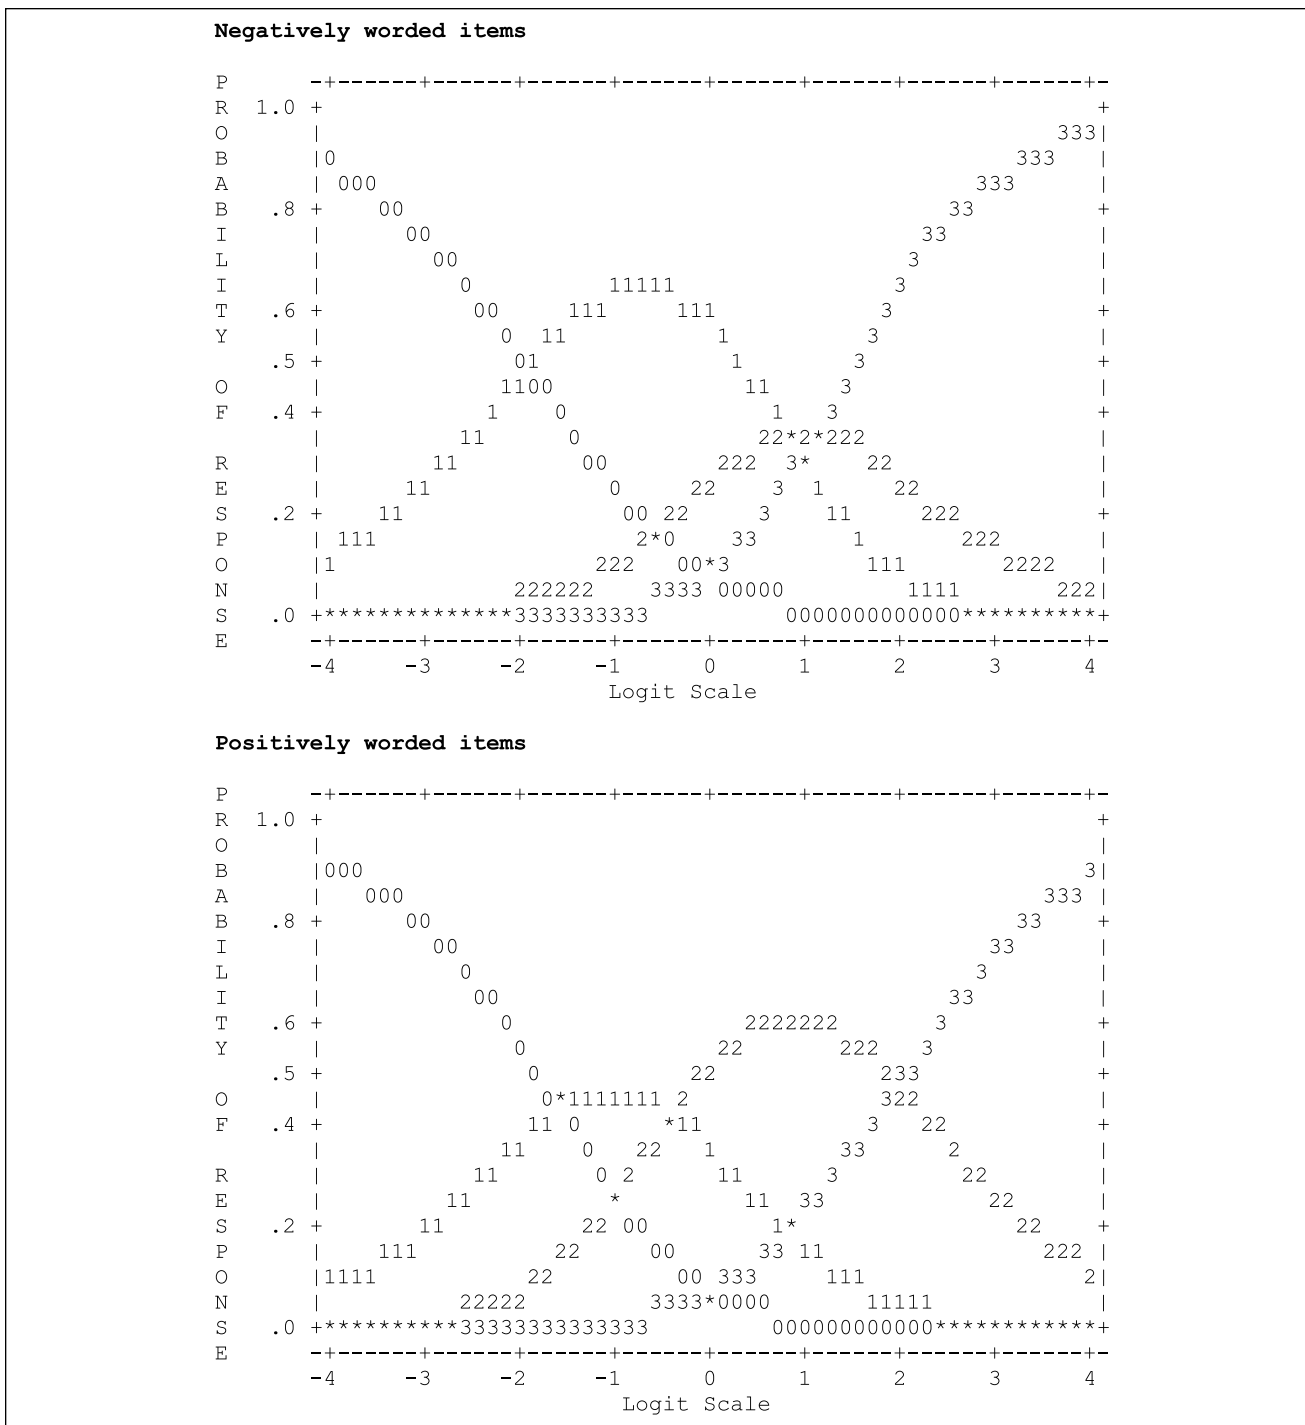 Negatively worded items
P      -+------+------+------+------+------+------+------+------+-
R  1.0 +                                                         +
O      |                                                      333|
B      |0                                                  333   |
A      | 000                                            333      |
B   .8 +    00                                        33         +
I      |      00                                    33           |
L      |        00                                 3             |
I      |          0          11111                3              |
T   .6 +           00     111     111            3               +
Y      |             0  11           1          3                |
    .5 +              01              1        3                 +
O      |             1100              11     3                  |
F   .4 +            1    0               1   3                   +
       |          11      0             22*2*222                 |
R      |        11         00        222  3*    22               |
E      |      11             0     22    3  1     22             |
S   .2 +    11                00 22     3    11     222          +
P      | 111                   2*0    33       1       222       |
O      |1                   222   00*3          111       2222   |
N      |              222222    3333 00000         1111       222|
S   .0 +**************3333333333          0000000000000**********+
E      -+------+------+------+------+------+------+------+------+-
-4     -3     -2     -1      0      1      2      3      4
Logit Scale
Positively worded items
P      -+------+------+------+------+------+------+------+------+-
R  1.0 +                                                         +
O      |                                                         |
B      |000                                                     3|
A      |   000                                               333 |
B   .8 +      00                                           33    +
I      |        00                                       33      |
L      |          0                                     3        |
I      |           00                                 33         |
T   .6 +             0                 2222222       3           +
Y      |              0              22       222   3            |
    .5 +               0           22            233             +
O      |                0*1111111 2              322             |
F   .4 +               11 0      *11            3   22           +
       |             11    0   22   1         33      2          |
R      |           11       0 2      11      3         22        |
E      |         11          *         11  33            22      |
S   .2 +       11          22 00         1*                22    +
P      |    111          22     00      33 11                222 |
O      |1111           22         00 333     111                2|
N      |          22222         3333*0000       11111            |
S   .0 +**********33333333333333         000000000000************+
E      -+------+------+------+------+------+------+------+------+-
-4     -3     -2     -1      0      1      2      3      4
Logit Scale